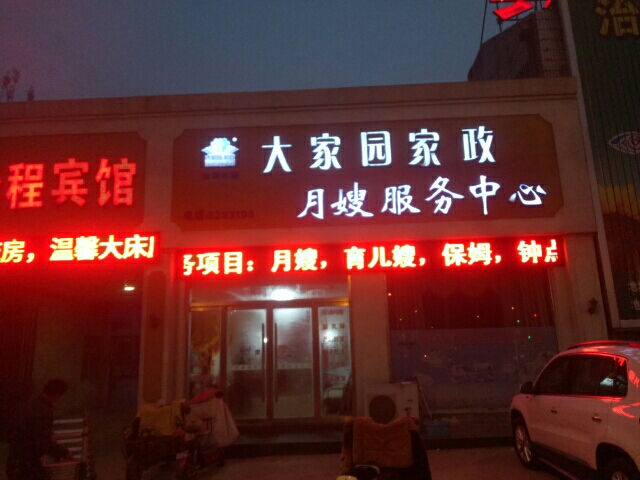 大家园家政
月嫂服务中心
程宾馆
房，温馨大床
务项目：月嫂，育儿嫂，保姆，钟点
治